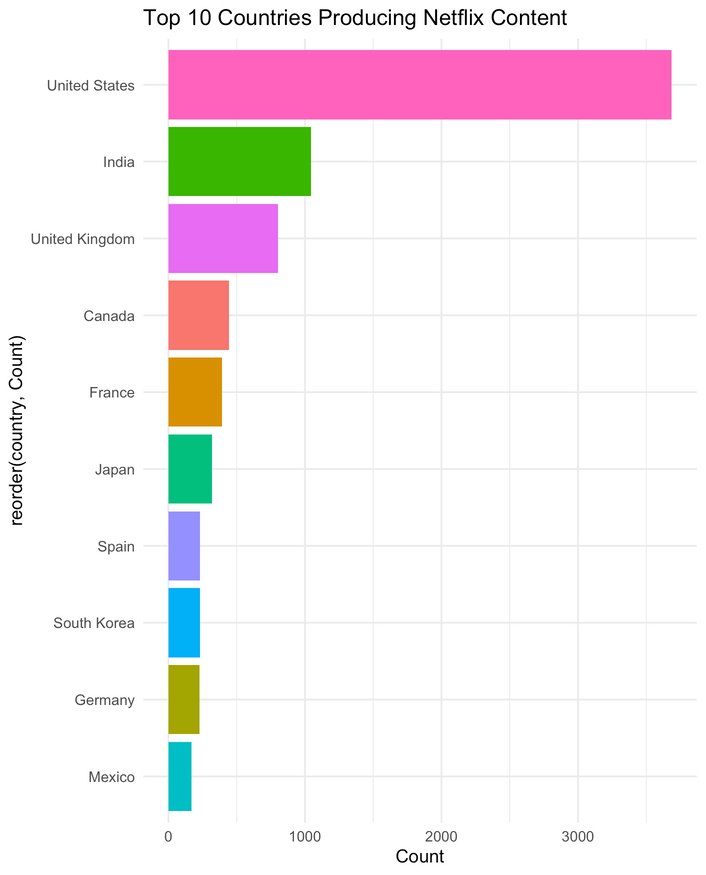 Top 10 Countries Producing Netflix Content
United States
India
United Kingdom
Canada
France
Japan
Spain
South Korea
Germany
Mexico
reorder(country, Count)
0 1000 2000 3000
Count